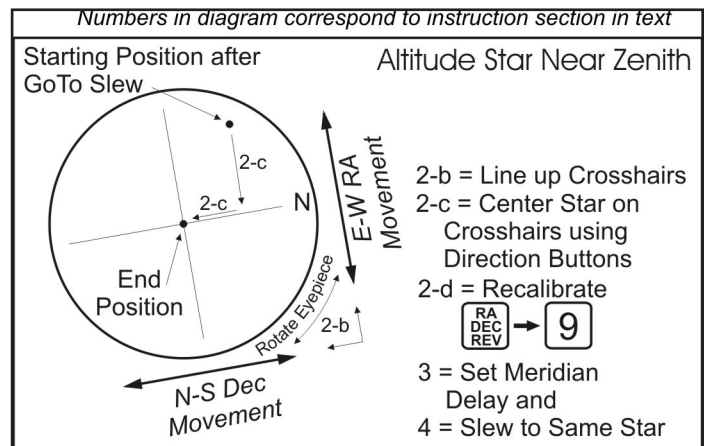 Numbers in diagram correspond to instruction section in text
Starting Position after
GoTo Slew
Altitude Star Near Zenith
2-c
2-c
N
E-W RA
Movement
End
Position
Rotate Eyepiece
2-b
N-S Dec
Movement
2-b = Line up Crosshairs
2-c = Center Star on
Crosshairs using
Direction Buttons
2-d = Recalibrate
RA
DEC
REV
9
3 = Set Meridian
Delay and
4 = Slew to Same Star